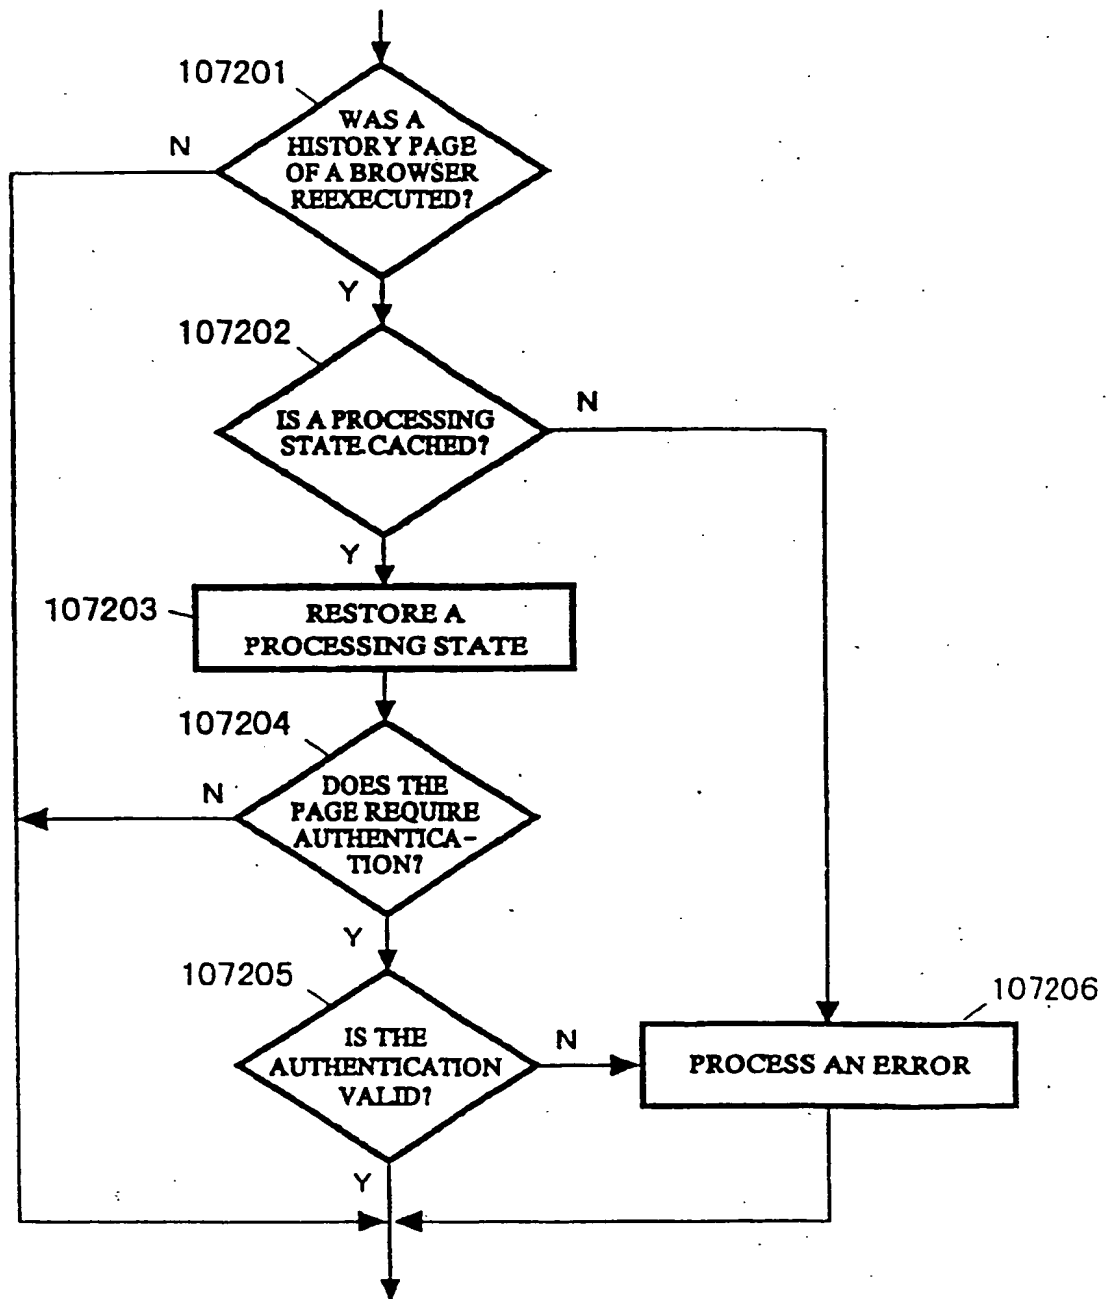 107201
WAS A
HISTORY PAGE
OF A BROWSER
REEXECUTED?
N
Y
107202
IS A PROCESSING
STATE CACHED?
N
Y
107203
RESTORE A
PROCESSING STATE
107204
DOES THE
PAGE REQUIRE
AUTHENTICA-
TION?
N
Y
107205
IS THE
AUTHENTICATION
VALID?
N
107206
PROCESS AN ERROR
Y